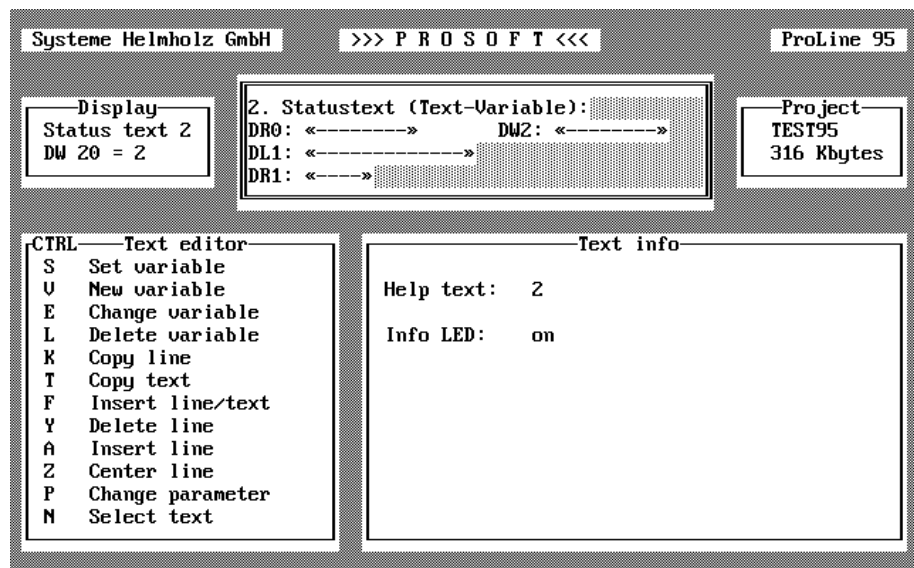 Systeme Helmholz GmbH >>> P R O S O F T <<< ProLine 95
Display
Status text 2
DW 20 = 2
2. Statustext (Text-Variable):
DR0: «--------» DW2: «--------»
DL1: «-------------»
DR1: «----»
Project
TEST95
316 Kbytes
CTRL Text editor
S Set variable
V New variable
E Change variable
L Delete variable
K Copy line
T Copy text
F Insert line/text
Y Delete line
A Insert line
Z Center line
P Change parameter
N Select text
Text info
Help text: 2
Info LED: on